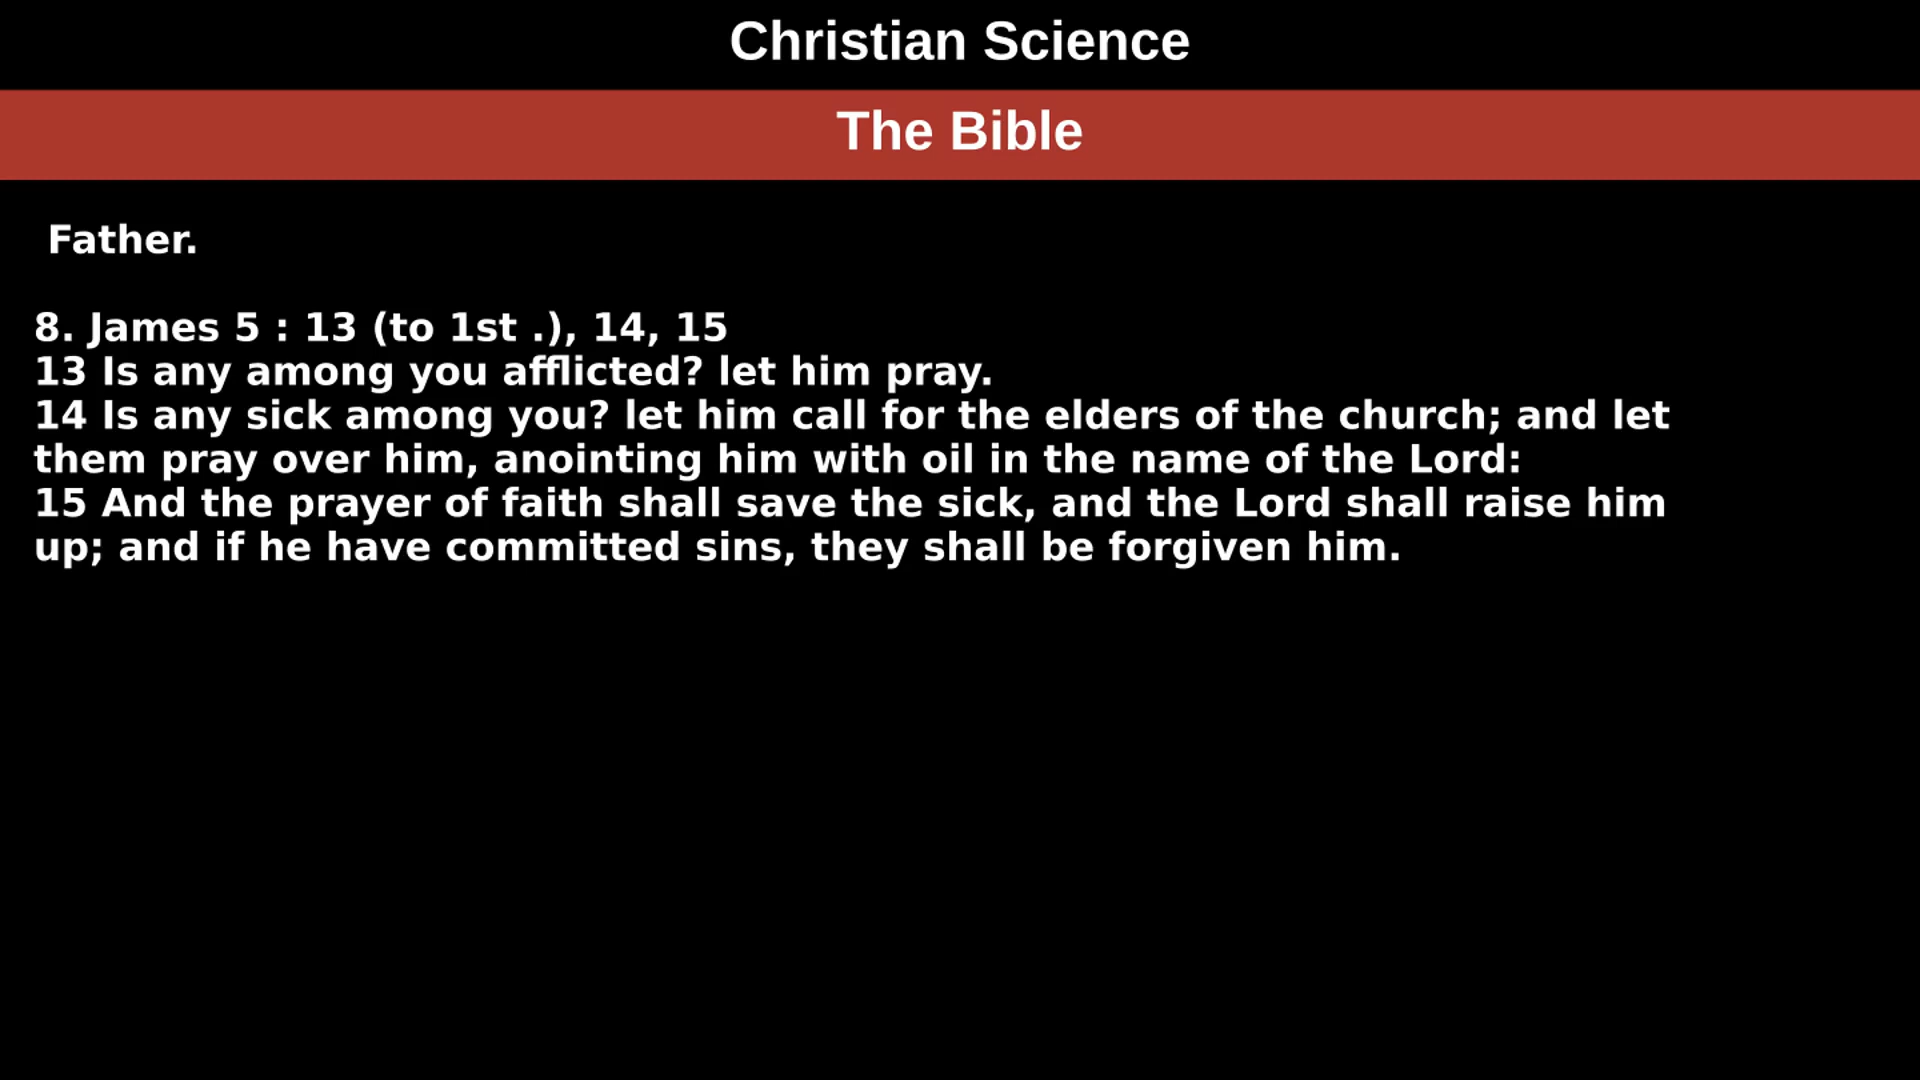 Christian Science
The Bible
Father.
8. James 5 : 13 (to 1st .), 14, 15
13 Is any among you afflicted? let him pray.
14 Is any sick among you? let him call for the elders of the church; and let
them pray over him, anointing him with oil in the name of the Lord:
15 And the prayer of faith shall save the sick, and the Lord shall raise him
up; and if he have committed sins, they shall be forgiven him.